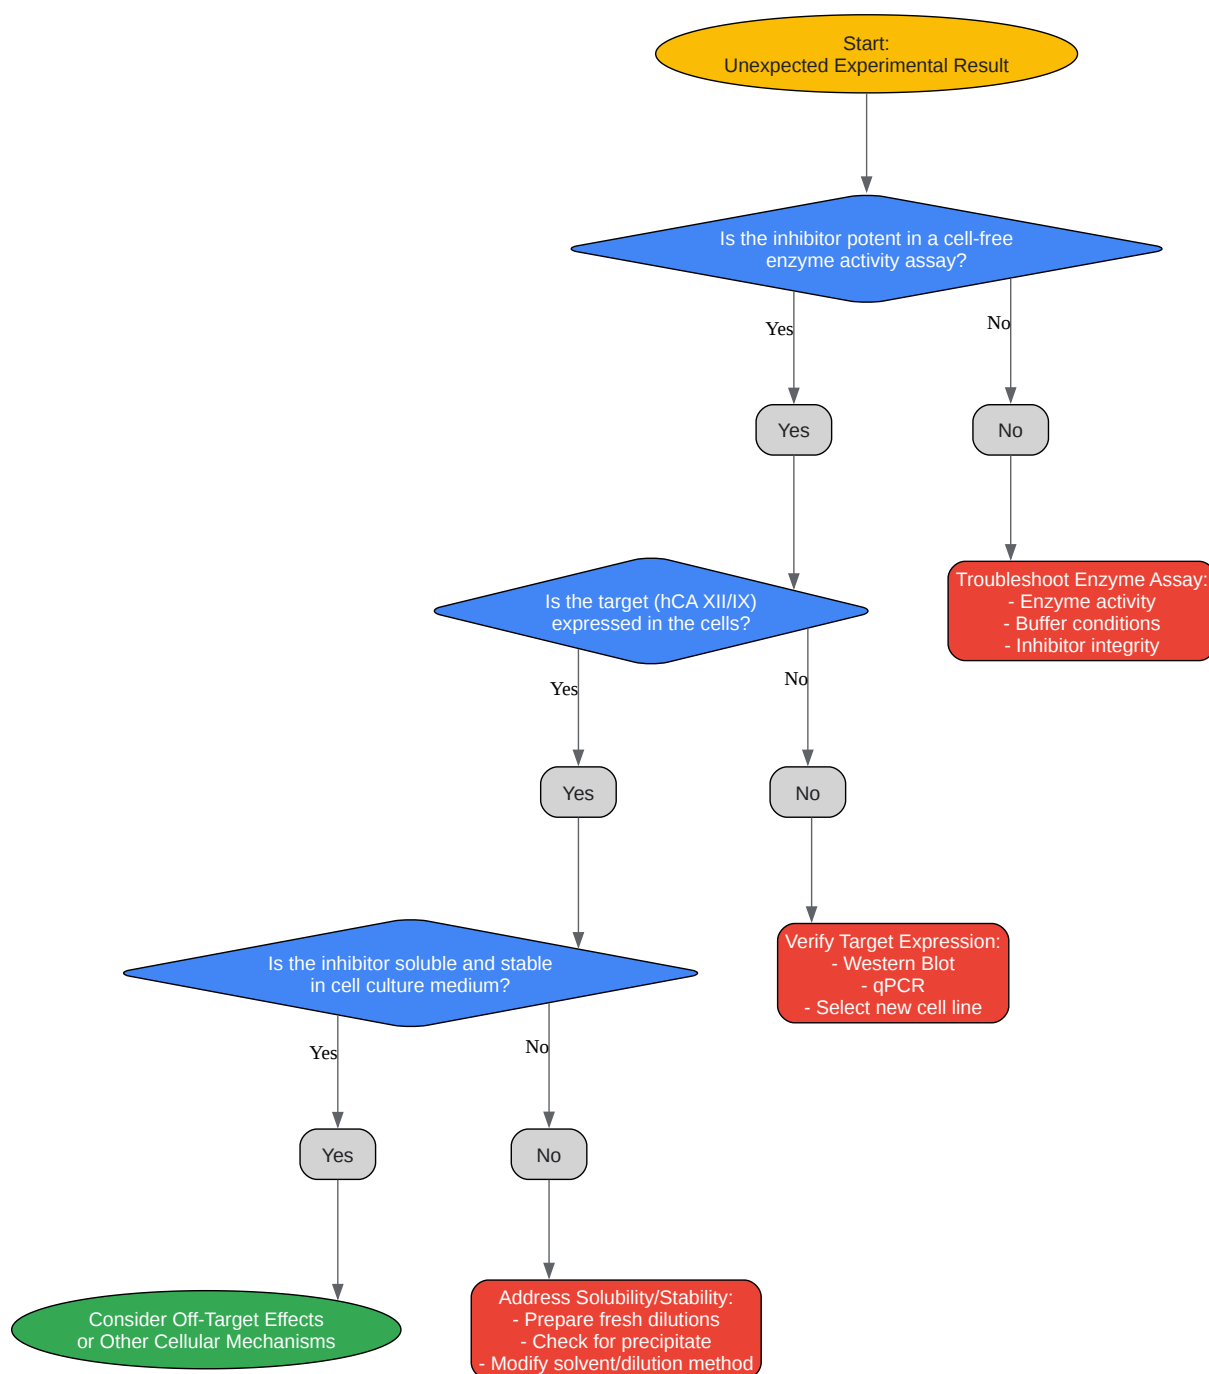 Start:
Unexpected Experimental Result
Is the inhibitor potent in a cell-free
enzyme activity assay?
Yes
No
Yes
No
Troubleshoot Enzyme Assay:
- Enzyme activity
- Buffer conditions
- Inhibitor integrity
Is the target (hCA XII/IX)
expressed in the cells?
Yes
No
Yes
No
Verify Target Expression:
- Western Blot
- qPCR
- Select new cell line
Is the inhibitor soluble and stable
in cell culture medium?
Yes
No
Yes
No
Consider Off-Target Effects
or Other Cellular Mechanisms
Address Solubility/Stability:
- Prepare fresh dilutions
- Check for precipitate
- Modify solvent/dilution method